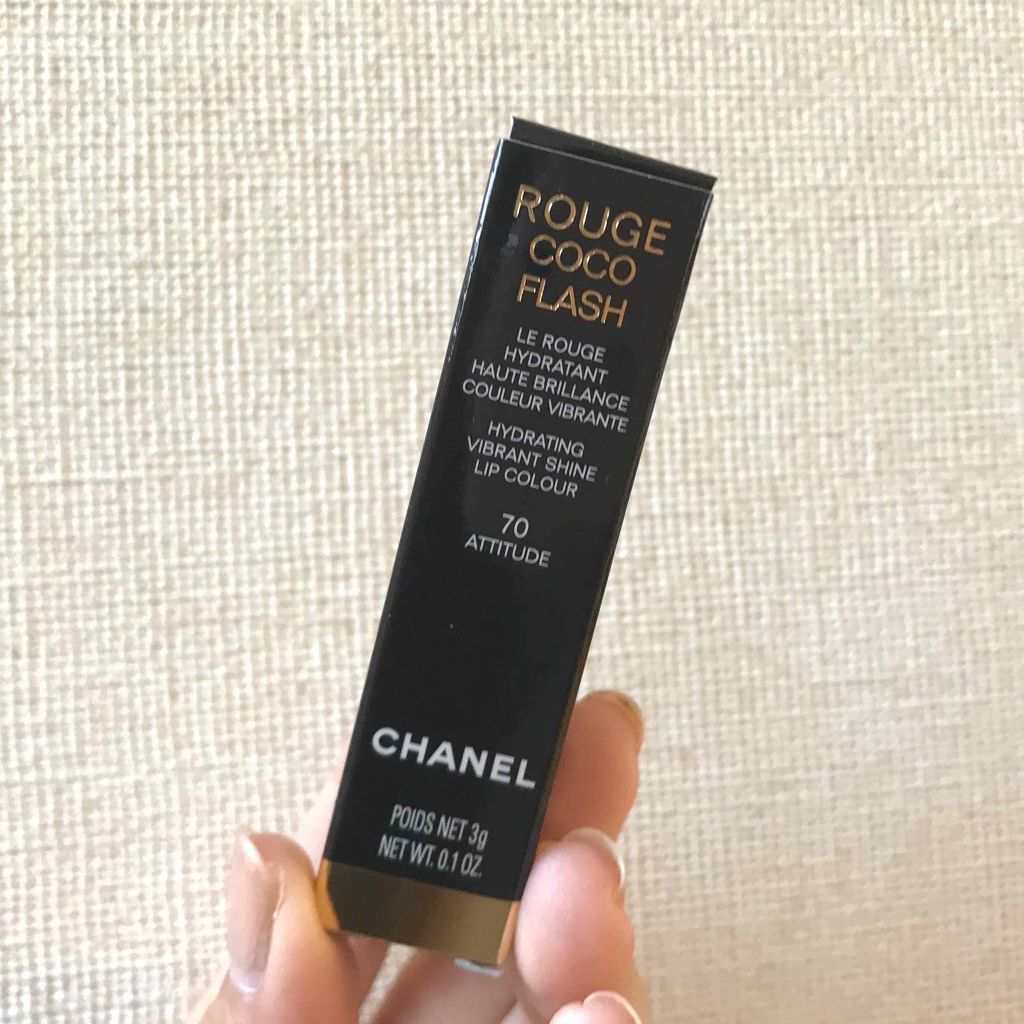 ROUGE
COCO
FLASH
LE ROUGE
HYDRATANT
HAUTE BRILLANCE
COULEUR VIBRANTE
HYDRATING
VIBRANT SHINE
LIP COLOUR
70
ATTITUDE
CHANEL
POIDS NET 3g
NET WT. 0.1 OZ.